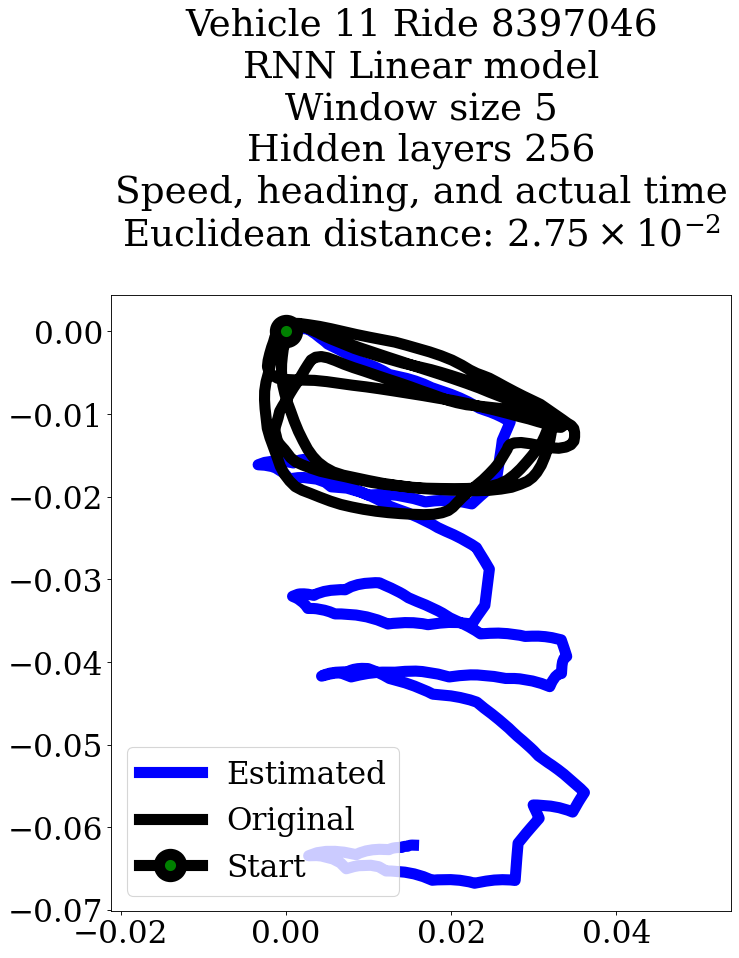 Vehicle 11 Ride 8397046
RNN Linear model
Window size 5
Hidden layers 256
Speed, heading, and actual time
Euclidean distance: 2.75 × 10⁻²
0.00
−0.01
−0.02
−0.03
−0.04
−0.05
−0.06
−0.07
Estimated
Original
Start
−0.02
0.00
0.02
0.04